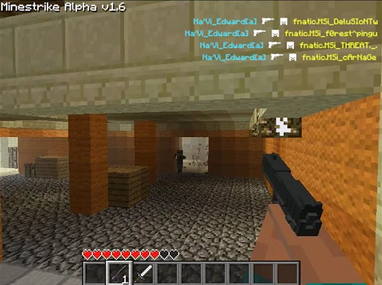 Minestrike Alpha v1.6
Na'Vi_Edward[a] fnatic.MSi_DeluSIoNTw
Na'Vi_Edward[a] fnatic.MSi_f0rest^pingu
Na'Vi_Edward[a] fnatic.MSi_THREAT._.
Na'Vi_Edward[a] fnatic.MSi_cArNaGe
1